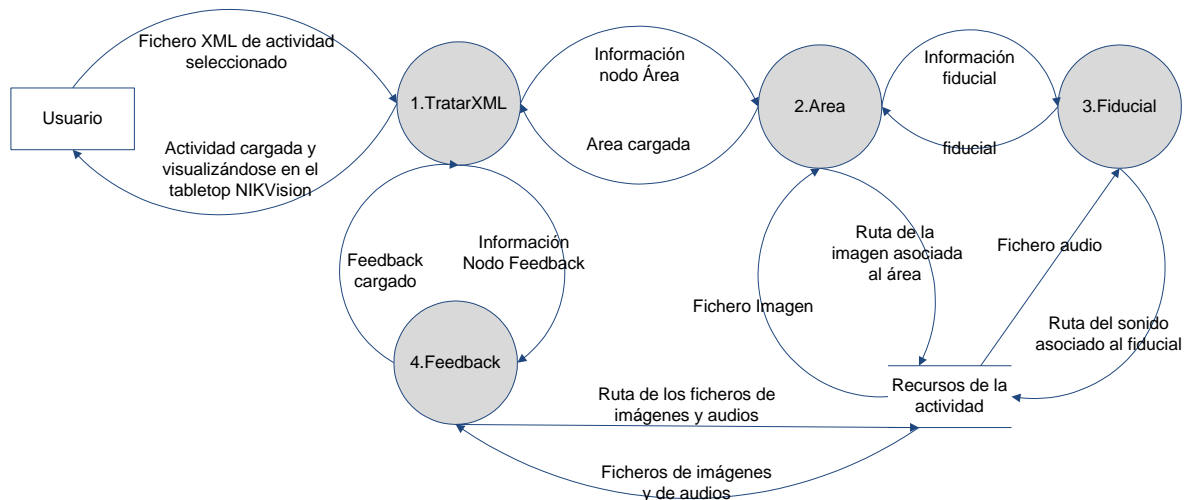 Fichero XML de actividad
seleccionado
Usuario
Actividad cargada y
visualizándose en el
tabletop NIKVision
1.TratarXML
Información
nodo Área
Area cargada
2.Area
Información
fiducial
fiducial
3.Fiducial
Feedback
cargado
Información
Nodo Feedback
Ruta de la
imagen asociada
al área
Fichero audio
Fichero Imagen
Ruta del sonido
asociado al fiducial
4.Feedback
Recursos de la
actividad
Ruta de los ficheros de
imágenes y audios
Ficheros de imágenes
y de audios